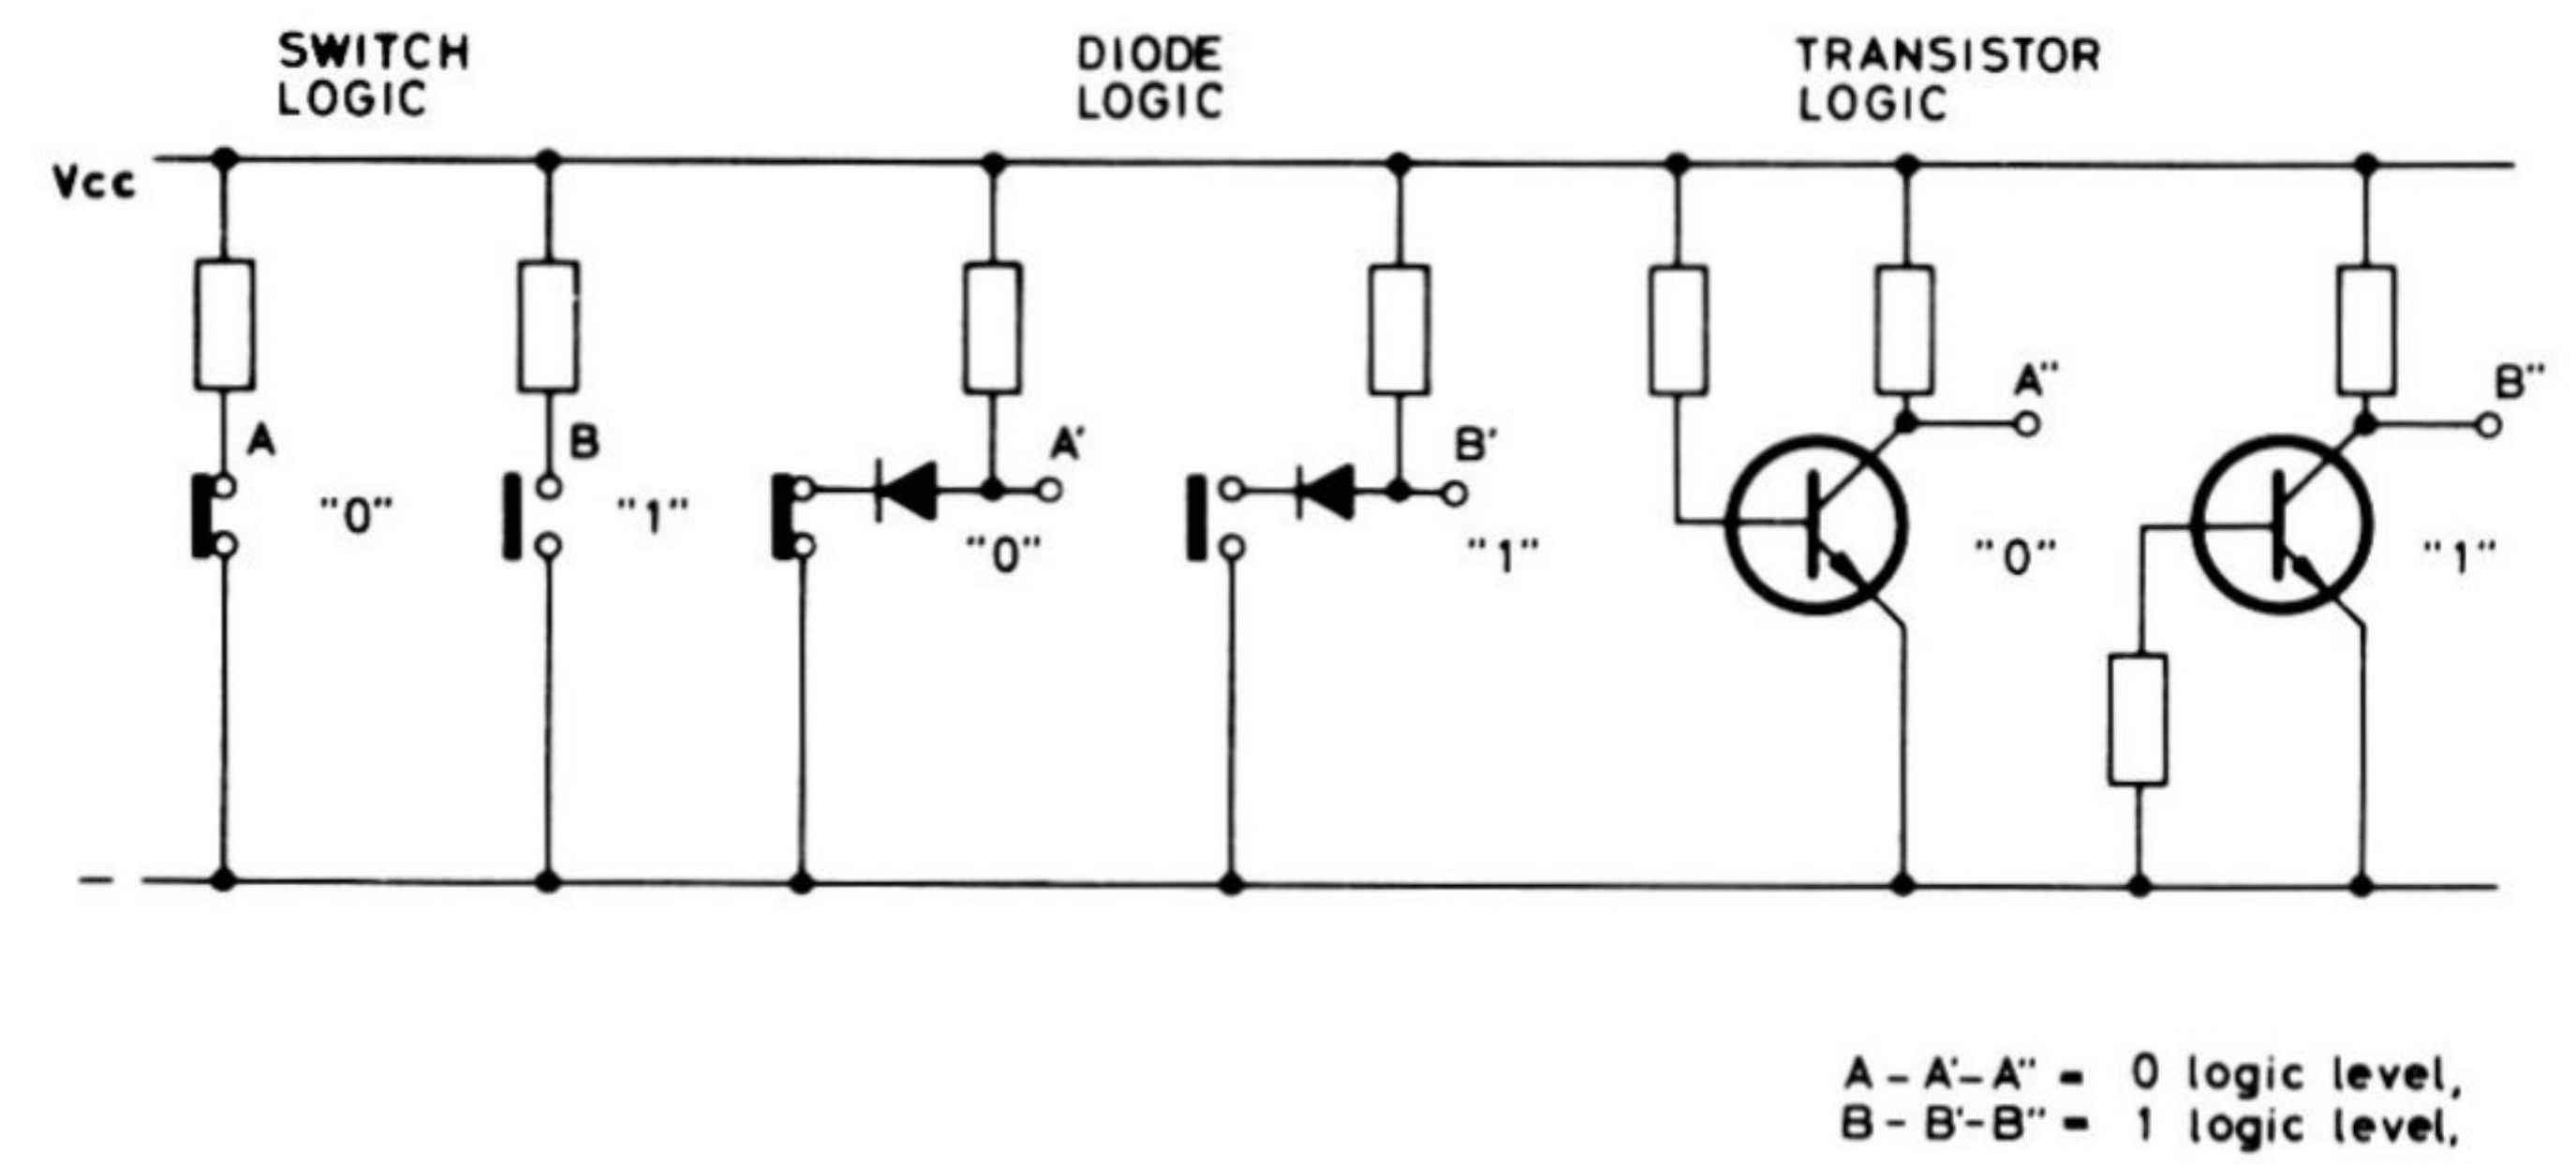 SWITCH
LOGIC
DIODE
LOGIC
TRANSISTOR
LOGIC
Vcc
A
"0"
B
"1"
A'
"0"
B'
"1"
A"
"0"
B"
"1"
–
A – A' – A" = 0 logic level,
B – B' – B" = 1 logic level,